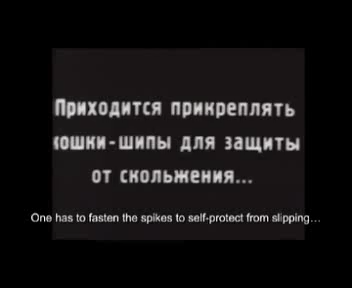 Приходится прикреплять
кошки-шипы для защиты
от скольжения...
One has to fasten the spikes to self-protect from slipping...